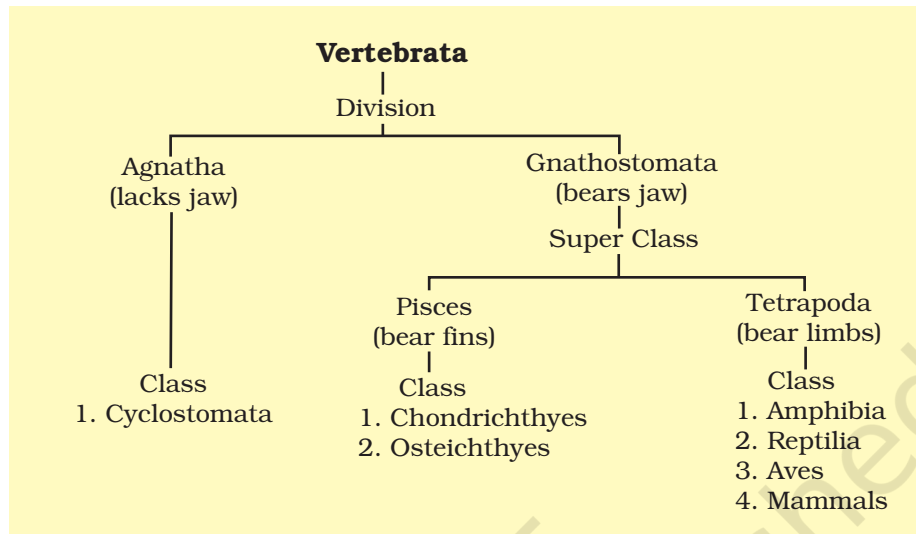 Vertebrata
Division
Agnatha
(lacks jaw)
Gnathostomata
(bears jaw)
Super Class
Pisces
(bear fins)
Tetrapoda
(bear limbs)
Class
1. Cyclostomata
Class
1. Chondrichthyes
2. Osteichthyes
Class
1. Amphibia
2. Reptilia
3. Aves
4. Mammals